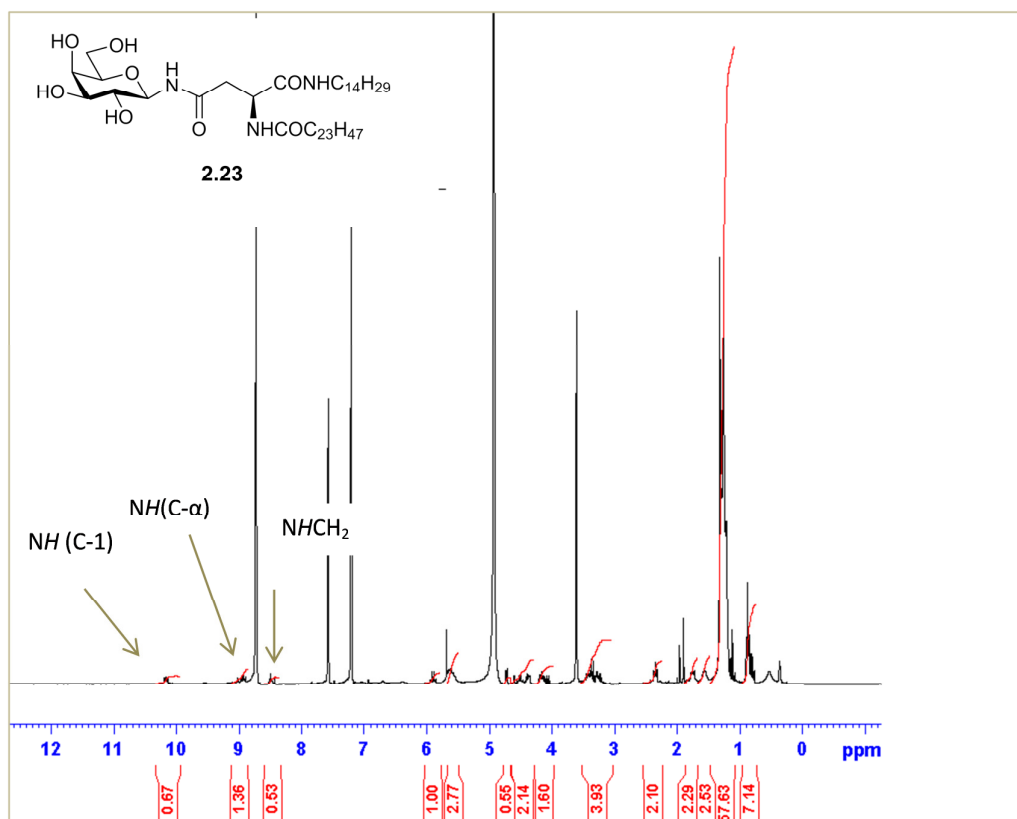 HO OH
O H
N CONHC₁₄H₂₉
HO
HO O NHCOC₂₃H₄₇
2.23
NH(C-α)
NH (C-1)
NHCH₂
12 11 10 9 8 7 6 5 4 3 2 1 0 ppm
0.67 1.36 0.53 1.00 2.77 0.55 2.14 1.60 3.93 2.10 2.29 2.53 57.63 7.14